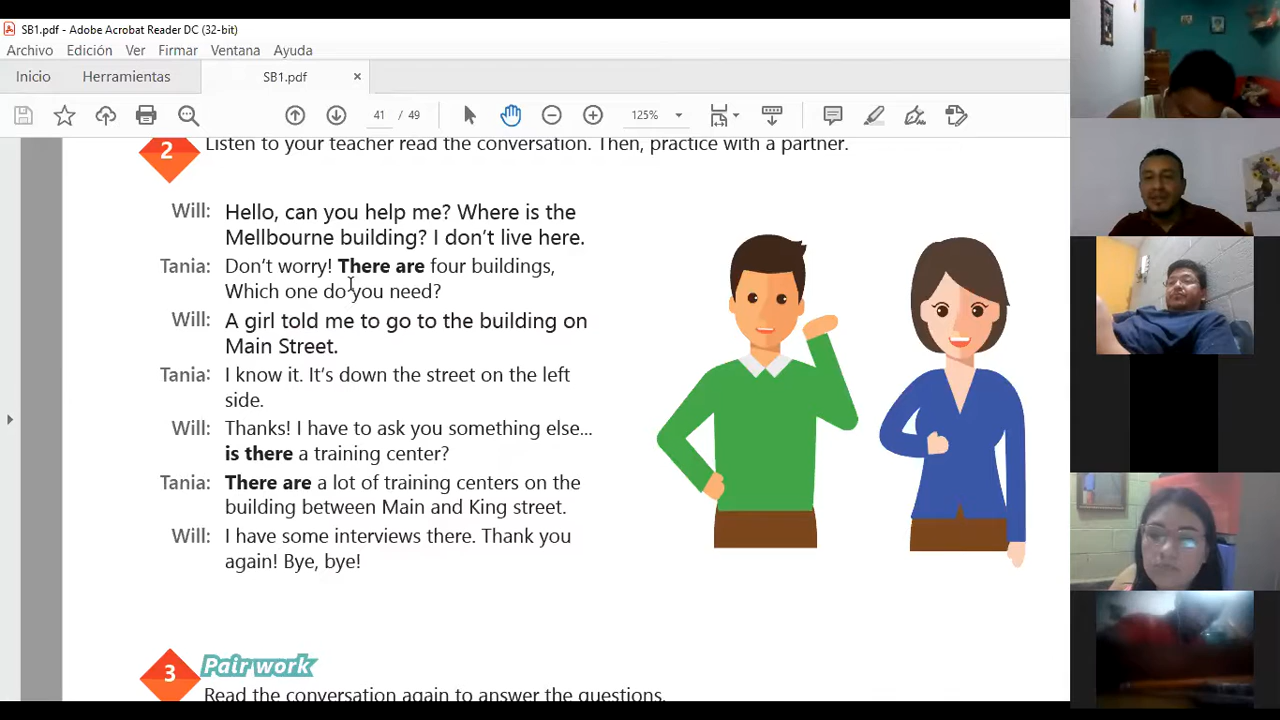 SB1.pdf - Adobe Acrobat Reader DC (32-bit)
Archivo Edición Ver Firmar Ventana Ayuda
Inicio Herramientas SB1.pdf ×
41 / 49 125%
2 Listen to your teacher read the conversation. Then, practice with a partner.
Will: Hello, can you help me? Where is the
Mellbourne building? I don't live here.
Tania: Don't worry! There are four buildings,
Which one do you need?
Will: A girl told me to go to the building on
Main Street.
Tania: I know it. It's down the street on the left
side.
Will: Thanks! I have to ask you something else...
is there a training center?
Tania: There are a lot of training centers on the
building between Main and King street.
Will: I have some interviews there. Thank you
again! Bye, bye!
3 Pair work
Read the conversation again to answer the questions.